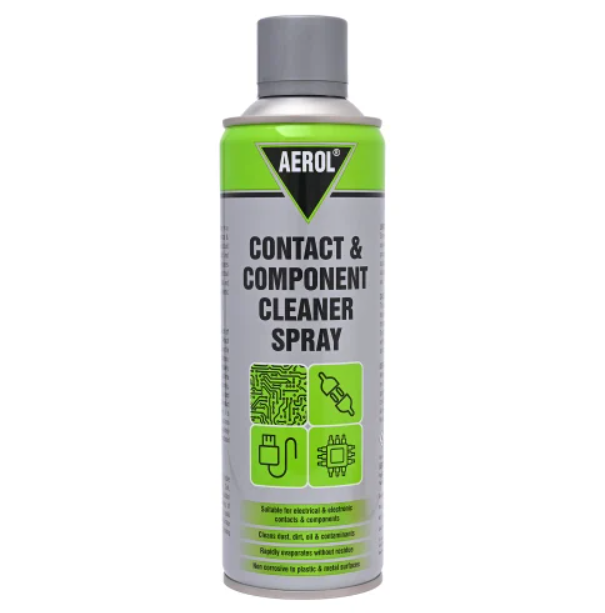 AEROL®
CONTACT &
COMPONENT
CLEANER
SPRAY
Suitable for electrical & electronic
contacts & components
Cleans dust, dirt, oil & contaminants
Rapidly evaporates without residue
Non corrosive to plastic & metal surfaces